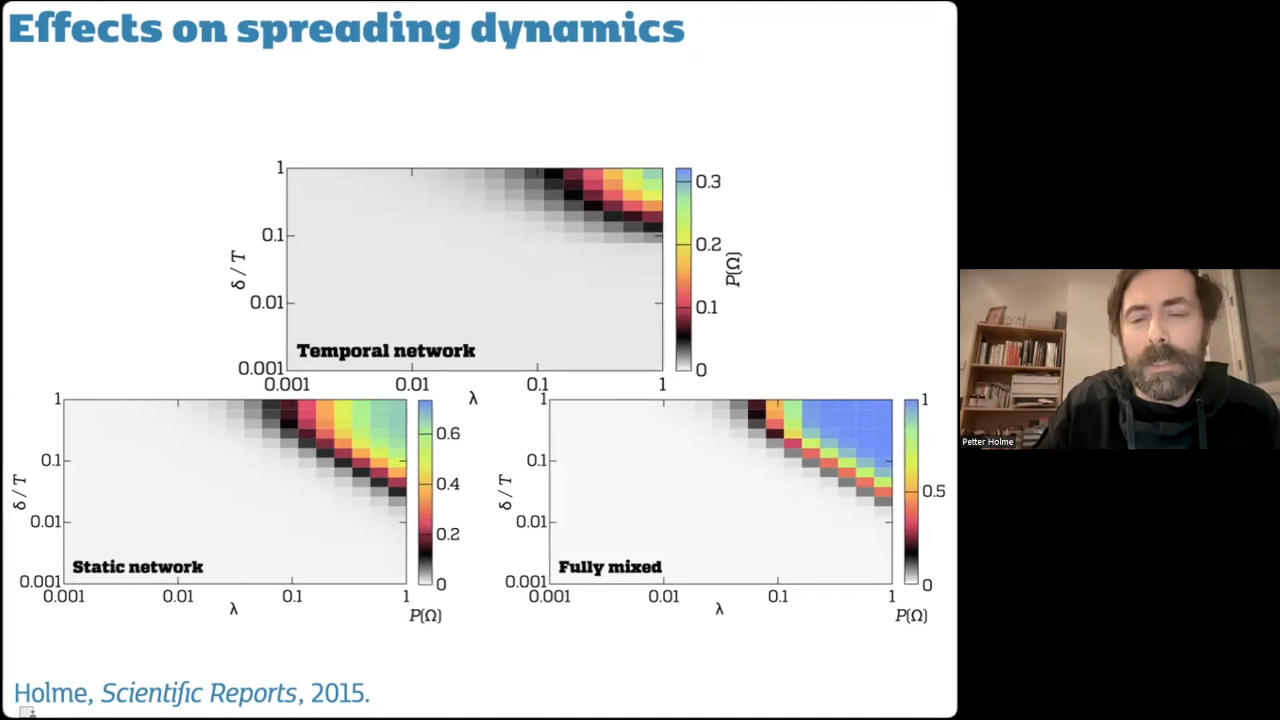 Effects on spreading dynamics
1
0.1
0.01
0.001
δ / T
Temporal network
0.001
0.01
0.1
1
λ
0.3
0.2
0.1
0
P(Ω)
1
0.1
0.01
0.001
δ / T
Static network
0.001
0.01
0.1
1
λ
0.6
0.4
0.2
0
P(Ω)
1
0.1
0.01
0.001
δ / T
Fully mixed
0.001
0.01
0.1
1
λ
1
0.5
0
P(Ω)
Holme, Scientific Reports, 2015.
Petter Holme